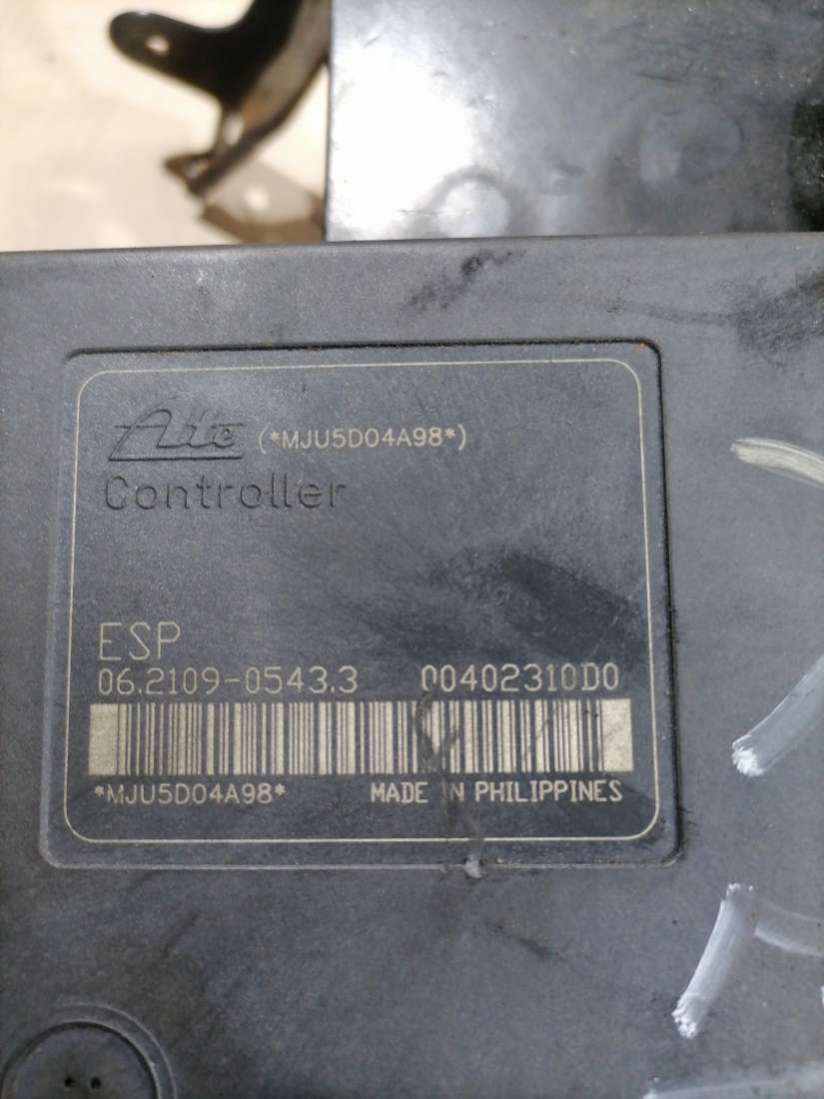 Ate (*MJU5D04A98*)
Controller
ESP
06.2109-0543.3 00402310D0
*MJU5D04A98* MADE IN PHILIPPINES